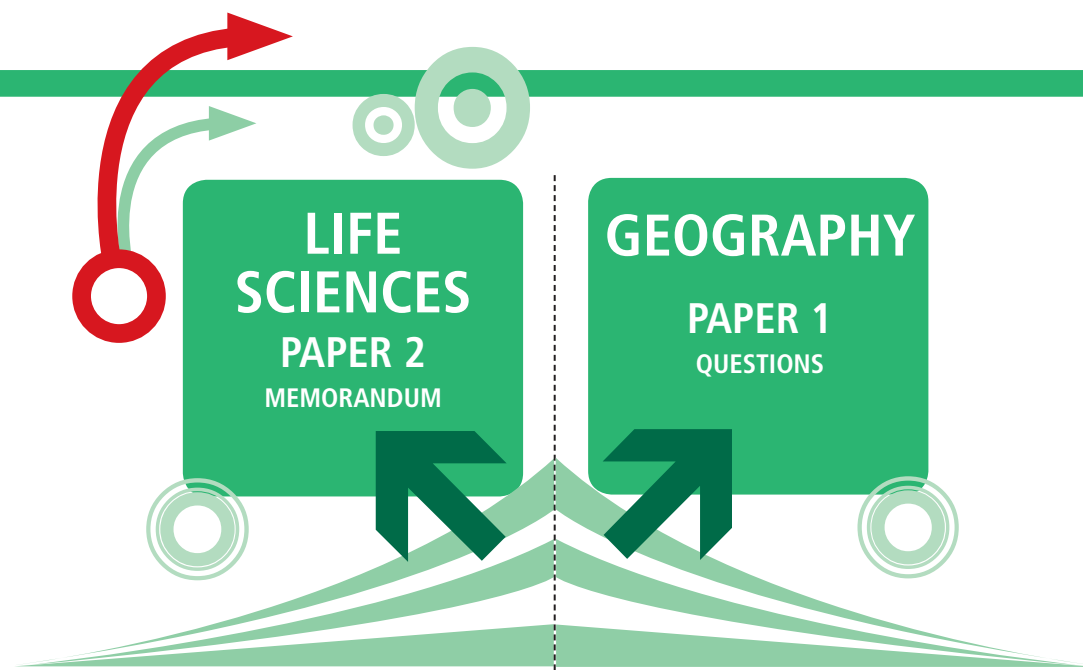 LIFE
SCIENCES
PAPER 2
MEMORANDUM
GEOGRAPHY
PAPER 1
QUESTIONS